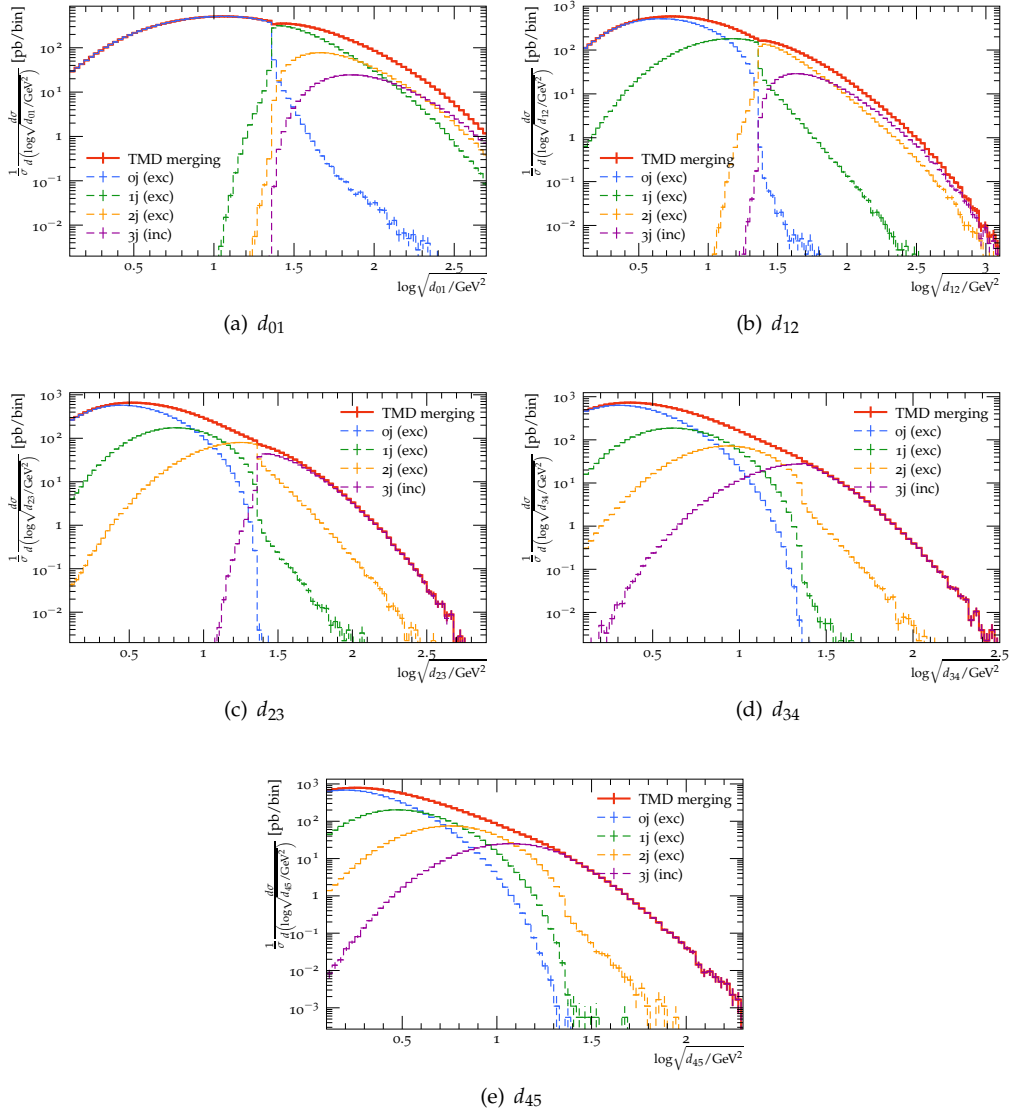 1/σ dσ/d(log√d₀₁/GeV²) [pb/bin]
10²
10¹
1
10⁻¹
10⁻²
TMD merging
0j (exc)
1j (exc)
2j (exc)
3j (inc)
0.5 1 1.5 2 2.5
log√d₀₁/GeV²
(a) d₀₁
1/σ dσ/d(log√d₁₂/GeV²) [pb/bin]
10³
10²
10¹
1
10⁻¹
10⁻²
TMD merging
0j (exc)
1j (exc)
2j (exc)
3j (inc)
0.5 1 1.5 2 2.5 3
log√d₁₂/GeV²
(b) d₁₂
1/σ dσ/d(log√d₂₃/GeV²) [pb/bin]
10³
10²
10¹
1
10⁻¹
10⁻²
TMD merging
0j (exc)
1j (exc)
2j (exc)
3j (inc)
0.5 1 1.5 2 2.5
log√d₂₃/GeV²
(c) d₂₃
1/σ dσ/d(log√d₃₄/GeV²) [pb/bin]
10³
10²
10¹
1
10⁻¹
10⁻²
TMD merging
0j (exc)
1j (exc)
2j (exc)
3j (inc)
0.5 1 1.5 2 2.5
log√d₃₄/GeV²
(d) d₃₄
1/σ dσ/d(log√d₄₅/GeV²) [pb/bin]
10³
10²
10¹
1
10⁻¹
10⁻²
10⁻³
TMD merging
0j (exc)
1j (exc)
2j (exc)
3j (inc)
0.5 1 1.5 2
log√d₄₅/GeV²
(e) d₄₅